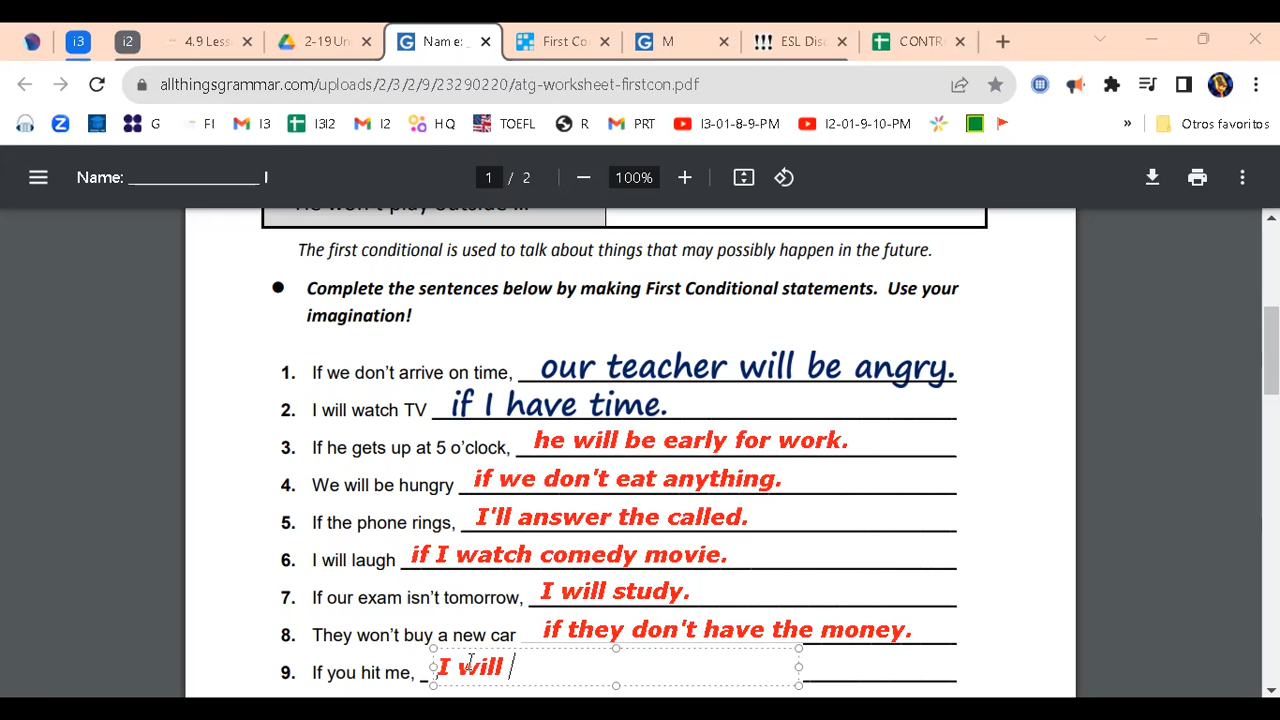 i3
i2
4.9 Less
2-19 Un
Name: _
First Co
M
ESL Dis
CONTR
allthingsgrammar.com/uploads/2/3/2/9/23290220/atg-worksheet-firstcon.pdf
G FI I3 I3I2 I2 HQ TOEFL R PRT I3-01-8-9-PM I2-01-9-10-PM » Otros favoritos
Name: ______________ I 1 / 2 100%
The first conditional is used to talk about things that may possibly happen in the future.
Complete the sentences below by making First Conditional statements. Use your
imagination!
1. If we don't arrive on time, our teacher will be angry.
2. I will watch TV if I have time.
3. If he gets up at 5 o'clock, he will be early for work.
4. We will be hungry if we don't eat anything.
5. If the phone rings, I'll answer the called.
6. I will laugh if I watch comedy movie.
7. If our exam isn't tomorrow, I will study.
8. They won't buy a new car if they don't have the money.
9. If you hit me, I will